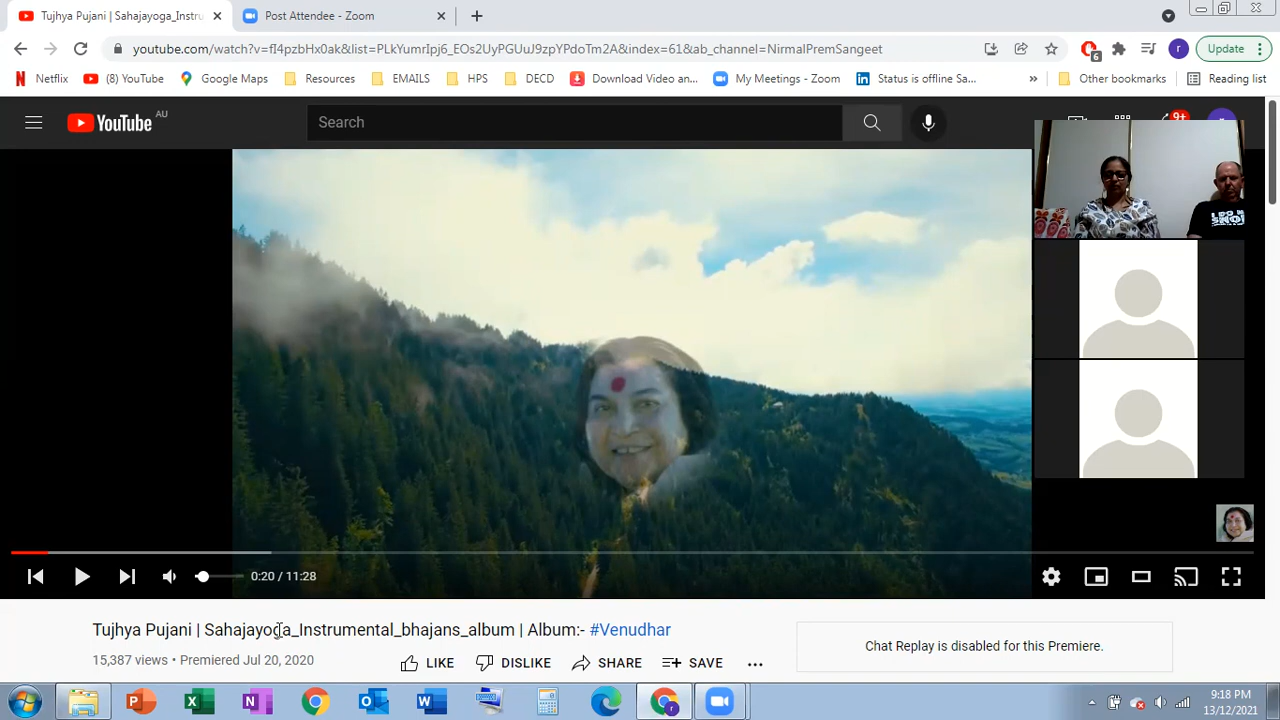 Tujhya Pujani | Sahajayoga_Instru
Post Attendee - Zoom
youtube.com/watch?v=fI4pzbHx0ak&list=PLkYumrIpj6_EOs2UyPGUuJ9zpYPdoTm2A&index=61&ab_channel=NirmalPremSangeet
6
r
Update
Netflix
(8) YouTube
Google Maps
Resources
EMAILS
HPS
DECD
Download Video an...
My Meetings - Zoom
Status is offline Sa...
»
Other bookmarks
Reading list
YouTube AU
Search
9+
0:20 / 11:28
Tujhya Pujani | Sahajayoga_Instrumental_bhajans_album | Album:- #Venudhar
15,387 views • Premiered Jul 20, 2020
LIKE
DISLIKE
SHARE
SAVE
Chat Replay is disabled for this Premiere.
9:18 PM
13/12/2021